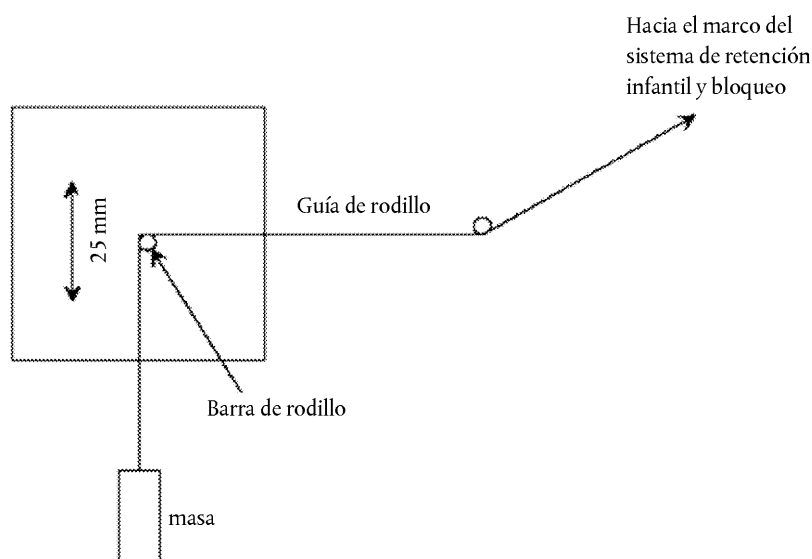 Hacia el marco del
sistema de retención
infantil y bloqueo
Guía de rodillo
25 mm
Barra de rodillo
masa